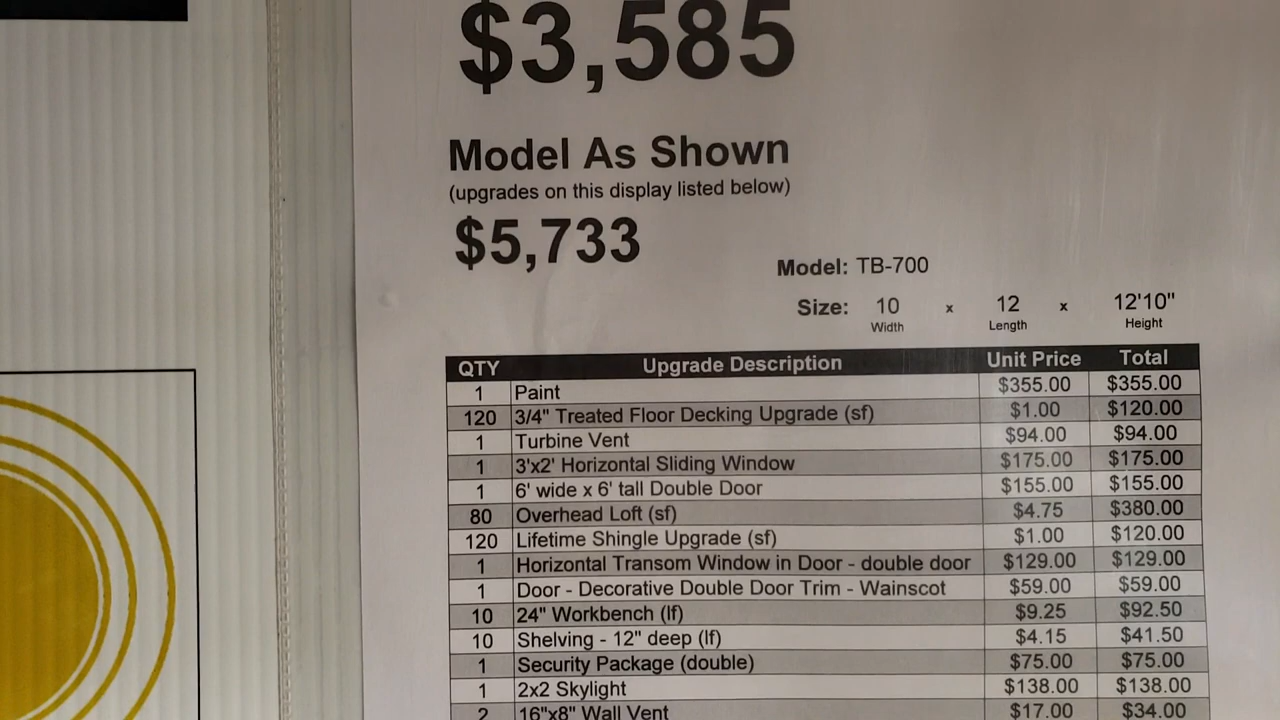 $3,585
Model As Shown
(upgrades on this display listed below)
$5,733
Model: TB-700
Size: 10 x 12 x 12'10"
Width Length Height
QTY Upgrade Description Unit Price Total
1 Paint $355.00 $355.00
120 3/4" Treated Floor Decking Upgrade (sf) $1.00 $120.00
1 Turbine Vent $94.00 $94.00
1 3'x2' Horizontal Sliding Window $175.00 $175.00
1 6' wide x 6' tall Double Door $155.00 $155.00
80 Overhead Loft (sf) $4.75 $380.00
120 Lifetime Shingle Upgrade (sf) $1.00 $120.00
1 Horizontal Transom Window in Door - double door $129.00 $129.00
1 Door - Decorative Double Door Trim - Wainscot $59.00 $59.00
10 24" Workbench (lf) $9.25 $92.50
10 Shelving - 12" deep (lf) $4.15 $41.50
1 Security Package (double) $75.00 $75.00
1 2x2 Skylight $138.00 $138.00
2 16"x8" Wall Vent $17.00 $34.00